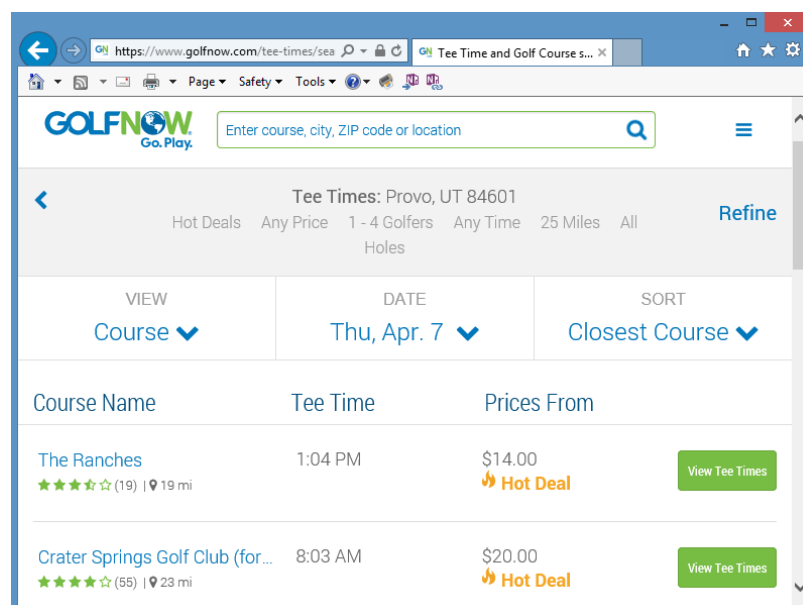 https://www.golfnow.com/tee-times/sea
GN Tee Time and Golf Course s...
Page Safety Tools
GOLFNOW.
Go. Play.
Enter course, city, ZIP code or location
Tee Times: Provo, UT 84601
Hot Deals Any Price 1 - 4 Golfers Any Time 25 Miles All
Holes
Refine
VIEW DATE SORT
Course Thu, Apr. 7 Closest Course
Course Name Tee Time Prices From
The Ranches 1:04 PM $14.00
(19) | 19 mi Hot Deal
View Tee Times
Crater Springs Golf Club (for... 8:03 AM $20.00
(55) | 23 mi Hot Deal
View Tee Times